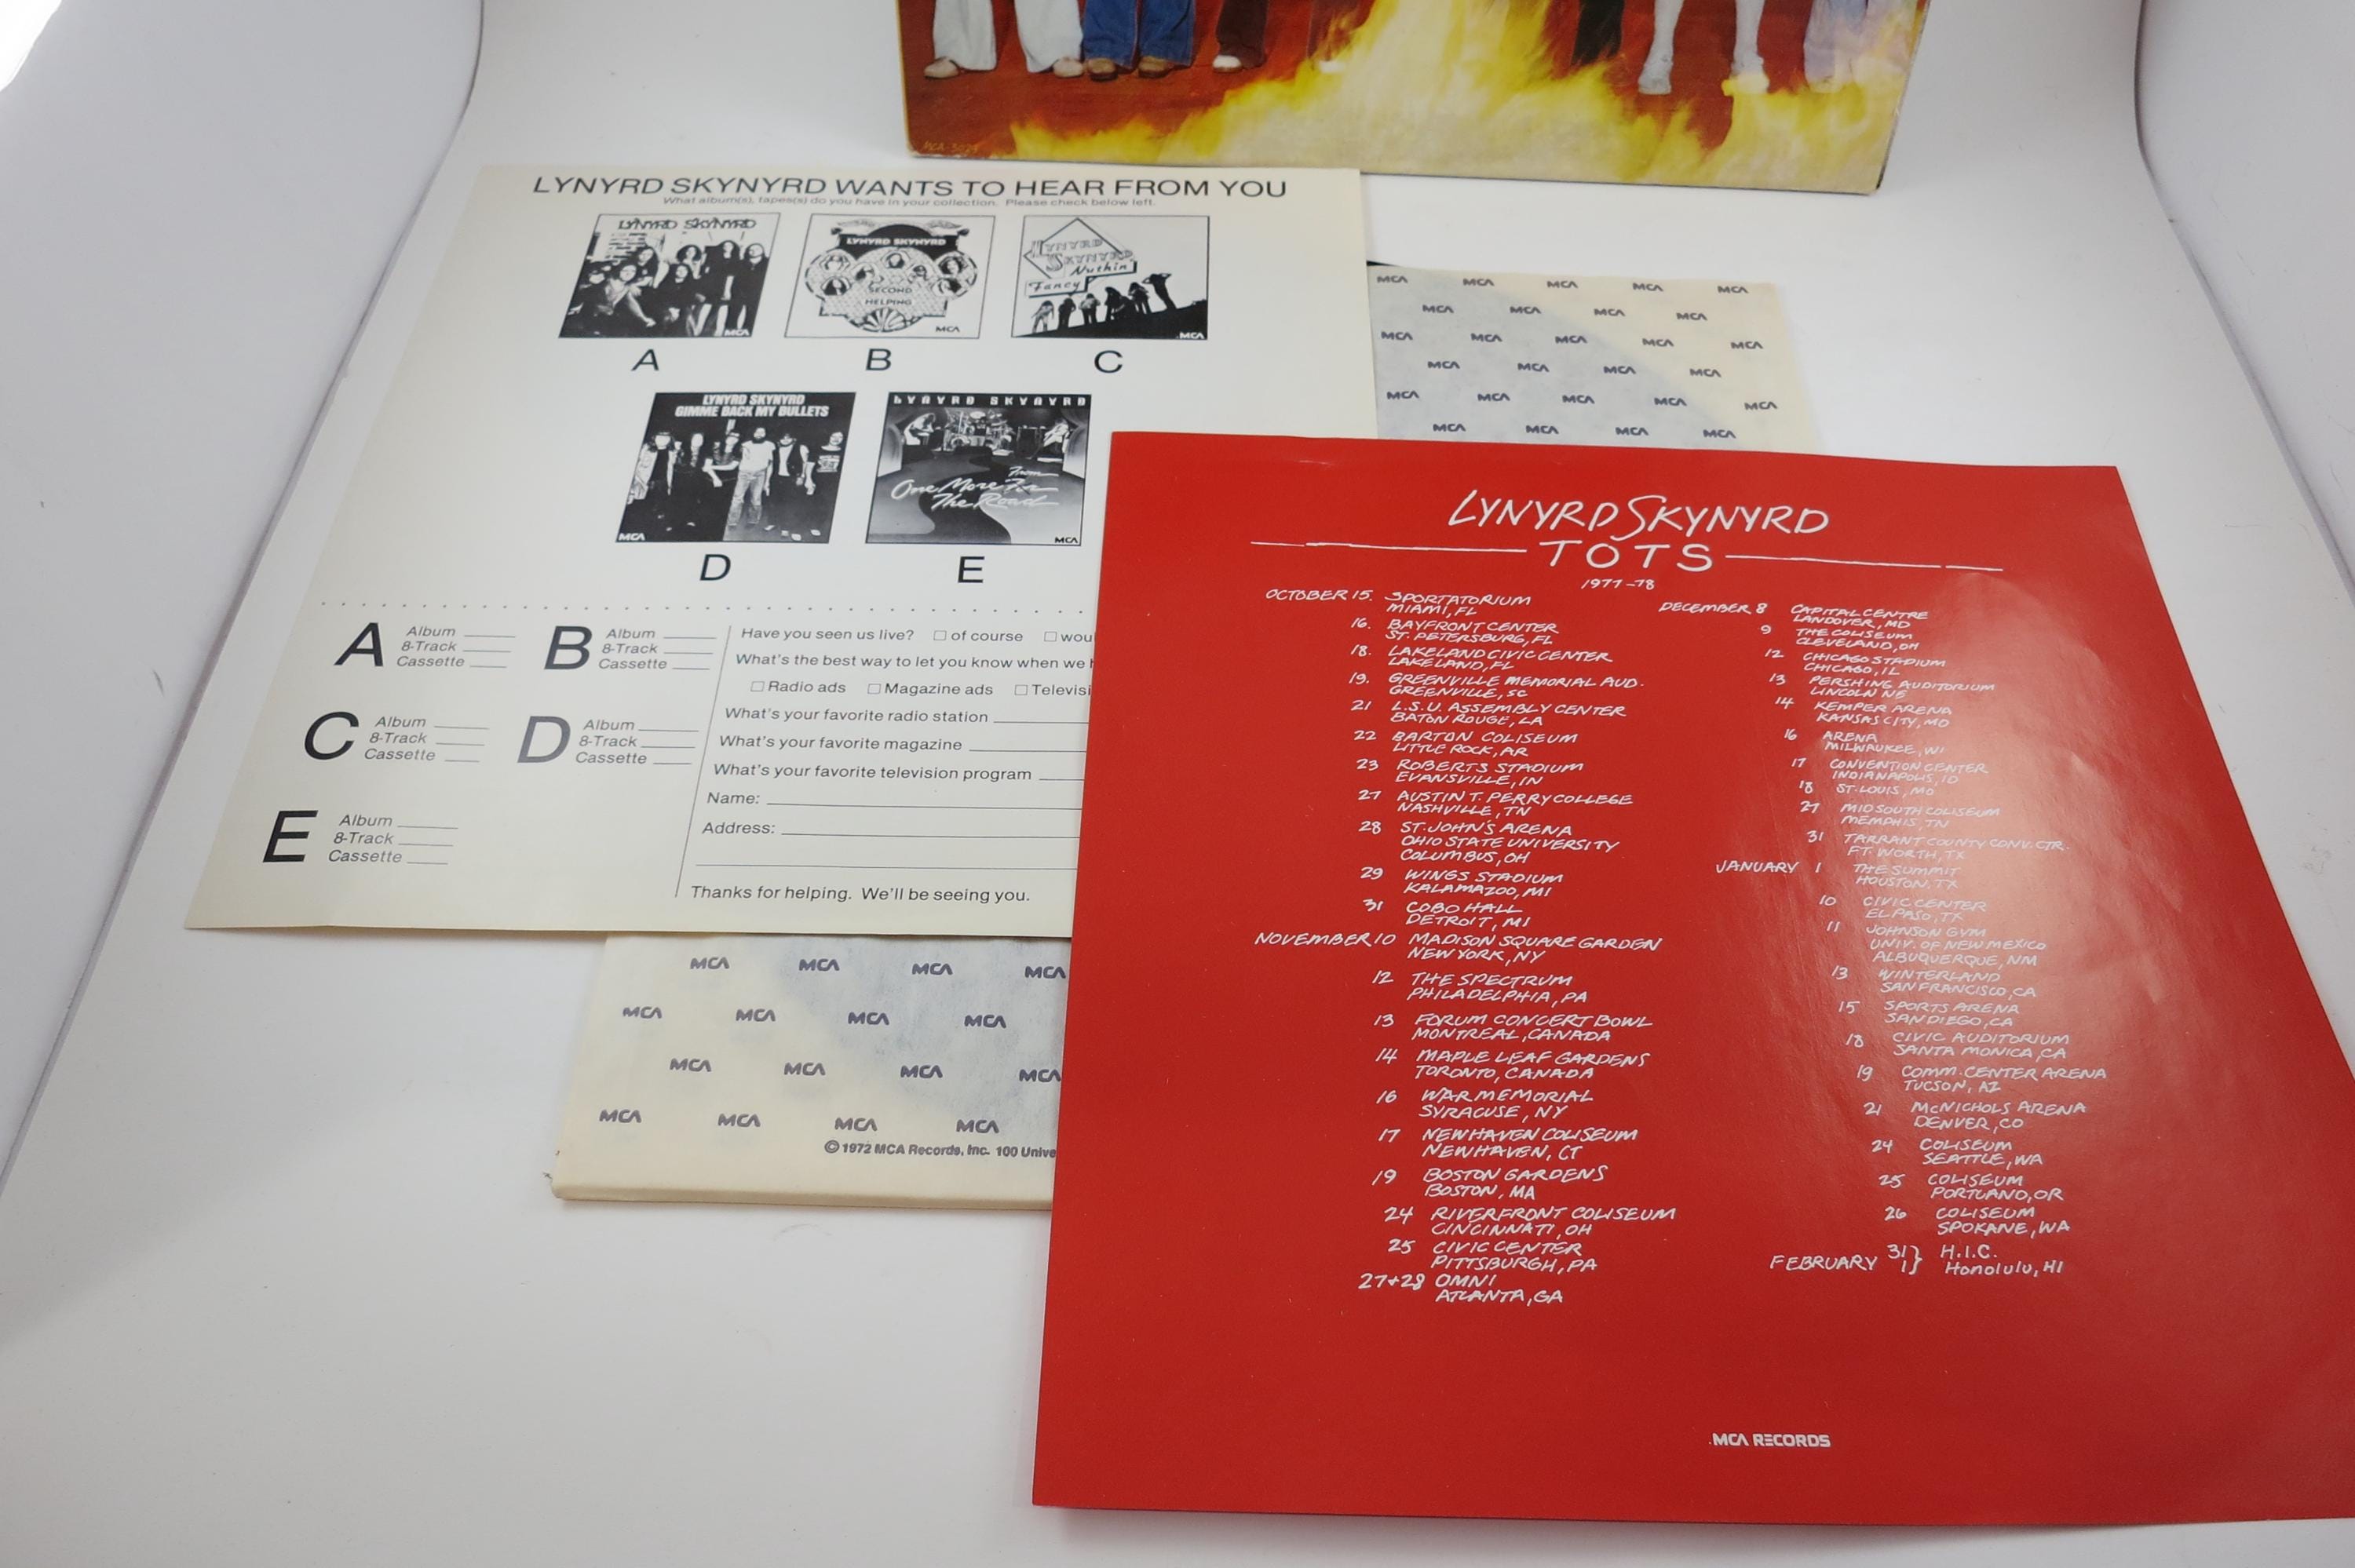 MCA-3029
LYNYRD SKYNYRD WANTS TO HEAR FROM YOU
What album(s), tapes(s) do you have in your collection. Please check below left.
LYNYRD SKYNYRD
MCA
A
LYNYRD SKYNYRD
SECOND
HELPING
MCA
B
LYNYRD
SKYNYRD
Nuthin'
Fancy
MCA
C
LYNYRD SKYNYRD
GIMME BACK MY BULLETS
MCA
D
LYNYRD SKYNYRD
From
One More For
The Road
MCA
E
A
Album
8-Track
Cassette
B
Album
8-Track
Cassette
C
Album
8-Track
Cassette
D
Album
8-Track
Cassette
E
Album
8-Track
Cassette
Have you seen us live? of course wou
What's the best way to let you know when we h
Radio ads Magazine ads Televisi
What's your favorite radio station
What's your favorite magazine
What's your favorite television program
Name:
Address:
Thanks for helping. We'll be seeing you.
MCA MCA MCA MCA MCA
MCA MCA MCA MCA
MCA MCA MCA MCA MCA
MCA MCA MCA MCA
MCA MCA MCA MCA MCA
MCA MCA MCA MCA
MCA MCA MCA MCA
MCA MCA MCA MCA
MCA MCA MCA MCA
MCA MCA MCA MCA
© 1972 MCA Records, Inc. 100 Unive
LYNYRD SKYNYRD
TOTS
1977-78
OCTOBER 15. SPORTATORIUM
MIAMI, FL
16. BAYFRONT CENTER
ST. PETERSBURG, FL
18. LAKELAND CIVIC CENTER
LAKELAND, FL
19. GREENVILLE MEMORIAL AUD.
GREENVILLE, SC
21 L.S.U. ASSEMBLY CENTER
BATON ROUGE, LA
22 BARTON COLISEUM
LITTLE ROCK, AR
23 ROBERTS STADIUM
EVANSVILLE, IN
27 AUSTIN T. PERRY COLLEGE
NASHVILLE, TN
28 ST. JOHN'S ARENA
OHIO STATE UNIVERSITY
COLUMBUS, OH
29 WINGS STADIUM
KALAMAZOO, MI
31 COBO HALL
DETROIT, MI
NOVEMBER 10 MADISON SQUARE GARDEN
NEW YORK, NY
12 THE SPECTRUM
PHILADELPHIA, PA
13 FORUM CONCERT BOWL
MONTREAL, CANADA
14 MAPLE LEAF GARDENS
TORONTO, CANADA
16 WAR MEMORIAL
SYRACUSE, NY
17 NEW HAVEN COLISEUM
NEW HAVEN, CT
19 BOSTON GARDENS
BOSTON, MA
24 RIVERFRONT COLISEUM
CINCINNATI, OH
25 CIVIC CENTER
PITTSBURGH, PA
27+28 OMNI
ATLANTA, GA
DECEMBER 8 CAPITAL CENTRE
LANDOVER, MD
9 THE COLISEUM
CLEVELAND, OH
12 CHICAGO STADIUM
CHICAGO, IL
13 PERSHING AUDITORIUM
LINCOLN NE
14 KEMPER ARENA
KANSAS CITY, MO
16 ARENA
MILWAUKEE, WI
17 CONVENTION CENTER
INDIANAPOLIS, ID
18 ST. LOUIS, MO
27 MIDSOUTH COLISEUM
MEMPHIS, TN
31 TARRANT COUNTY CONV. CTR.
FT. WORTH, TX
JANUARY 1 THE SUMMIT
HOUSTON, TX
10 CIVIC CENTER
EL PASO, TX
11 JOHNSON GYM
UNIV. OF NEW MEXICO
ALBUQUERQUE, NM
13 WINTERLAND
SAN FRANCISCO, CA
15 SPORTS ARENA
SAN DIEGO, CA
18 CIVIC AUDITORIUM
SANTA MONICA, CA
19 COMM. CENTER ARENA
TUCSON, AZ
21 McNICHOLS ARENA
DENVER, CO
24 COLISEUM
SEATTLE, WA
25 COLISEUM
PORTLAND, OR
26 COLISEUM
SPOKANE, WA
31} H.I.C.
FEBRUARY 1} Honolulu, HI
MCA RECORDS